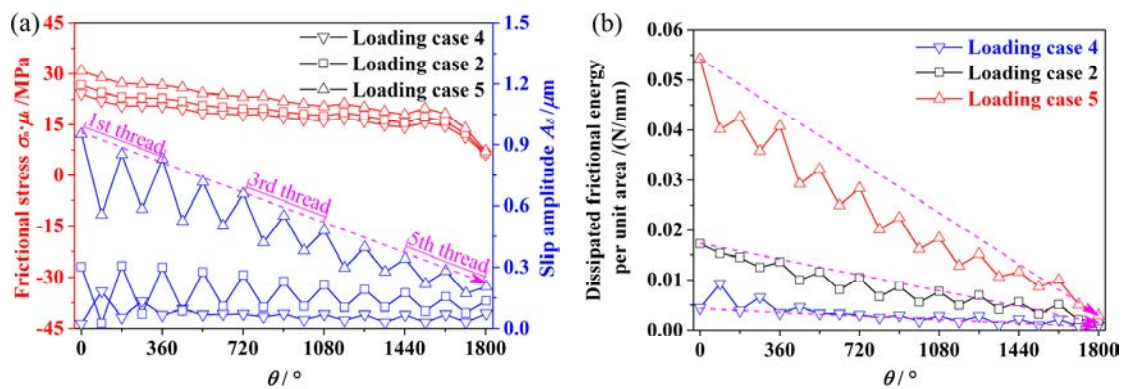 (a)
Frictional stress σₙ·μ /MPa
45
30
15
0
-15
-30
-45
Loading case 4
Loading case 2
Loading case 5
1st thread
3rd thread
5th thread
1.5
1.2
0.9
0.6
0.3
0.0
Slip amplitude Aδ /μm
0 360 720 1080 1440 1800
θ / °
(b)
Dissipated frictional energy
per unit area /(N/mm)
0.06
0.05
0.04
0.03
0.02
0.01
0.00
Loading case 4
Loading case 2
Loading case 5
0 360 720 1080 1440 1800
θ / °